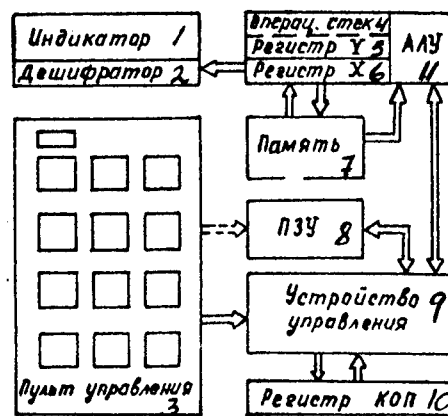 Индикатор 1
Дешифратор 2
Операц. стек 4
Регистр Y 5
Регистр X 6
АЛУ
11
Память
7
ПЗУ
8
Устройство 9
управления
Пульт управления
3
Регистр КОП 10